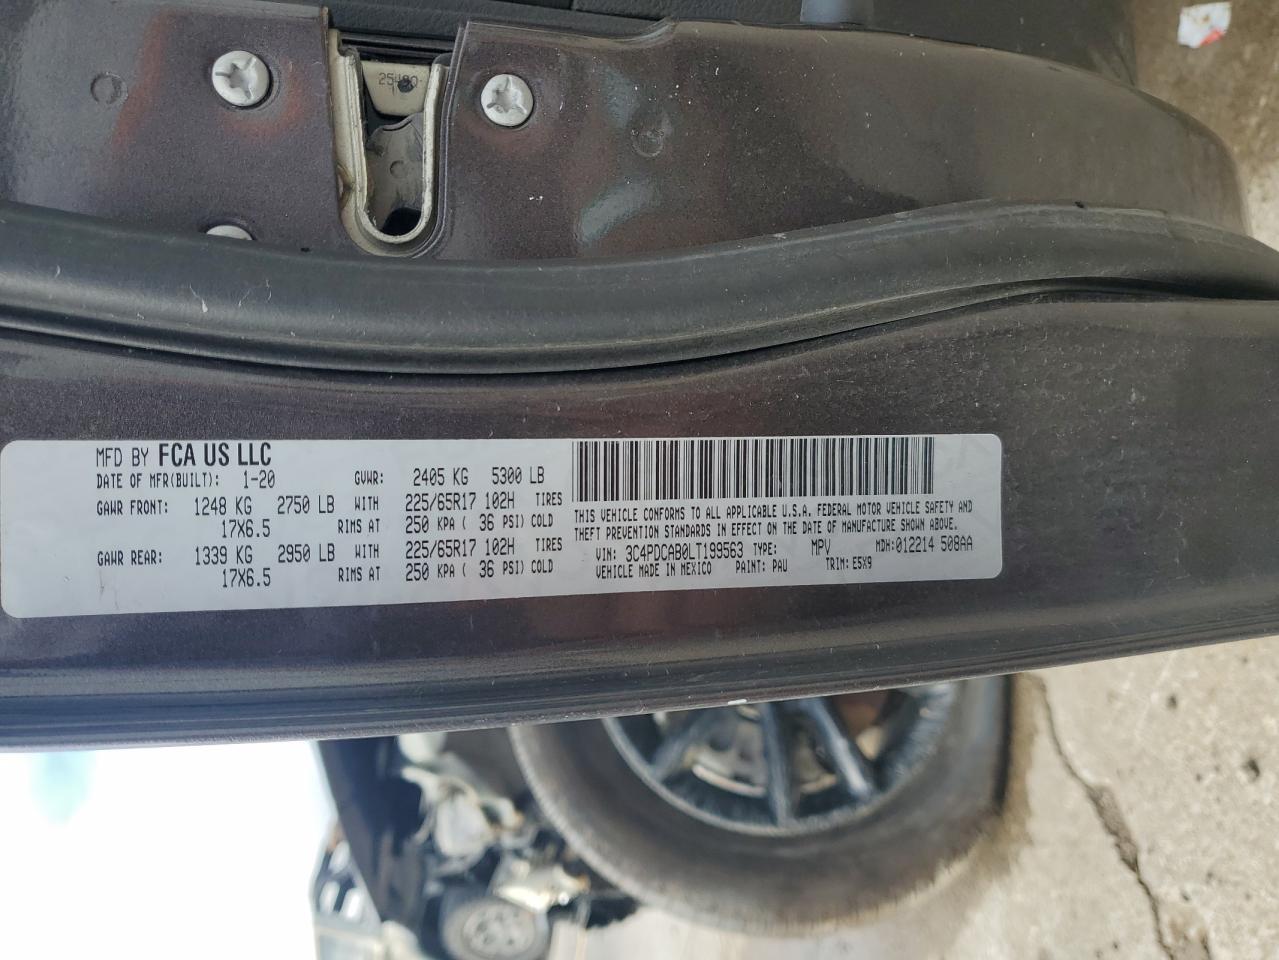 25480-
MFD BY FCA US LLC
DATE OF MFR(BUILT): 1-20 GVWR: 2405 KG 5300 LB
GAWR FRONT: 1248 KG 2750 LB WITH 225/65R17 102H TIRES
17X6.5 RIMS AT 250 KPA ( 36 PSI) COLD
GAWR REAR: 1339 KG 2950 LB WITH 225/65R17 102H TIRES
17X6.5 RIMS AT 250 KPA ( 36 PSI) COLD
THIS VEHICLE CONFORMS TO ALL APPLICABLE U.S.A. FEDERAL MOTOR VEHICLE SAFETY AND
THEFT PREVENTION STANDARDS IN EFFECT ON THE DATE OF MANUFACTURE SHOWN ABOVE.
VIN: 3C4PDCAB0LT199563 TYPE: MPV MDH:012214 508AA
VEHICLE MADE IN MEXICO PAINT: PAU TRIM: E5X9